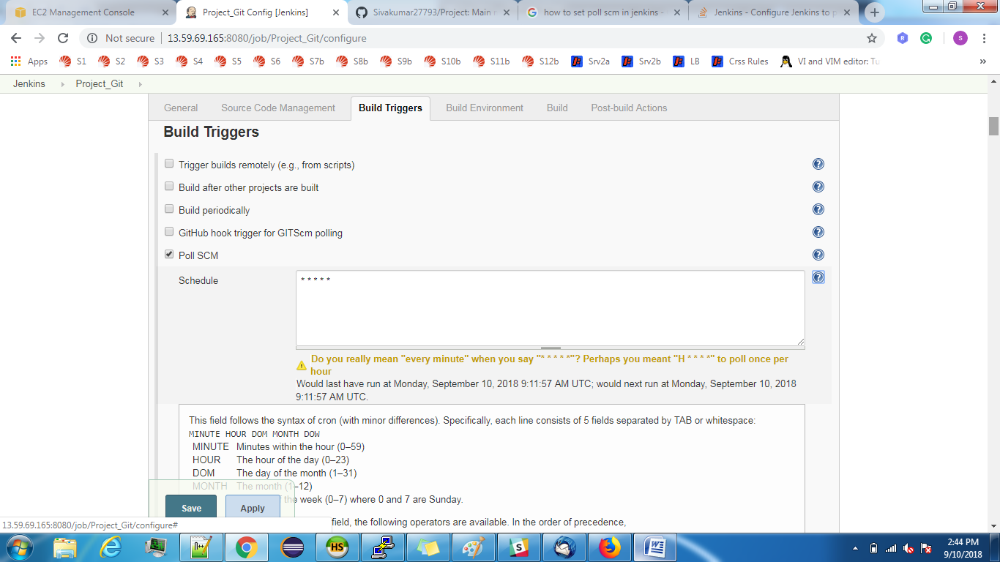 EC2 Management Console
Project_Git Config [Jenkins]
Sivakumar27793/Project: Main r
how to set poll scm in jenkins -
Jenkins - Configure Jenkins to p
Not secure | 13.59.69.165:8080/job/Project_Git/configure
R
S
Apps S1 S2 S3 S4 S5 S6 S7b S8b S9b S10b S11b S12b Srv2a Srv2b LB Crss Rules VI and VIM editor: Tu »
Jenkins Project_Git
General Source Code Management Build Triggers Build Environment Build Post-build Actions
Build Triggers
Trigger builds remotely (e.g., from scripts)
Build after other projects are built
Build periodically
GitHub hook trigger for GITScm polling
Poll SCM
Schedule
* * * * *
Do you really mean "every minute" when you say "* * * * *"? Perhaps you meant "H * * * *" to poll once per
hour
Would last have run at Monday, September 10, 2018 9:11:57 AM UTC; would next run at Monday, September 10, 2018
9:11:57 AM UTC.
This field follows the syntax of cron (with minor differences). Specifically, each line consists of 5 fields separated by TAB or whitespace:
MINUTE HOUR DOM MONTH DOW
MINUTE Minutes within the hour (0–59)
HOUR The hour of the day (0–23)
DOM The day of the month (1–31)
MONTH The month (1–12)
the week (0–7) where 0 and 7 are Sunday.
Save Apply
field, the following operators are available. In the order of precedence,
13.59.69.165:8080/job/Project_Git/configure#
n++
HS
S
W
2:44 PM
9/10/2018